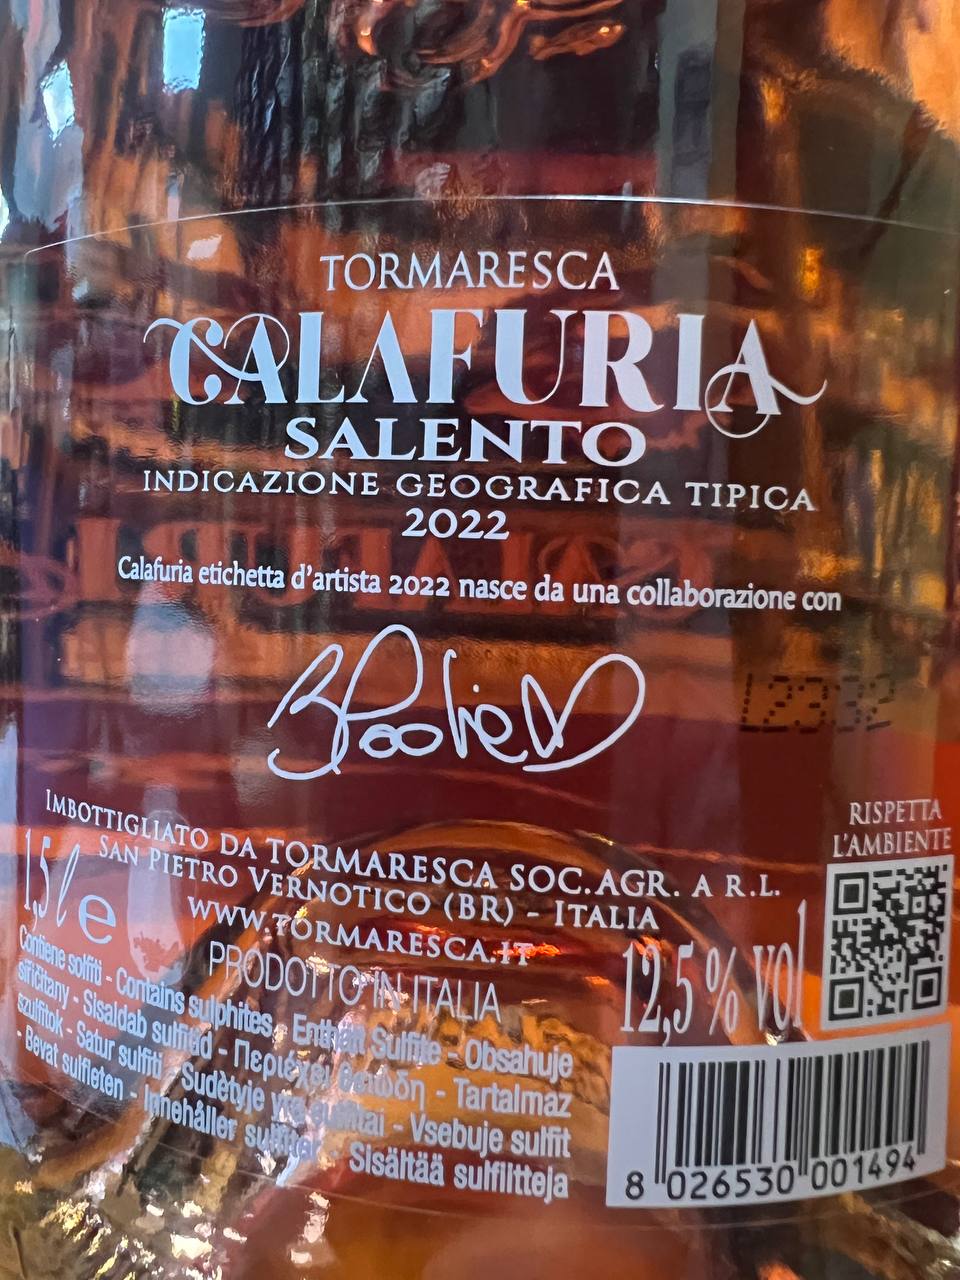 TORMARESCA
CALAFURIA
SALENTO
INDICAZIONE GEOGRAFICA TIPICA
2022
Calafuria etichetta d'artista 2022 nasce da una collaborazione con
IMBOTTIGLIATO DA TORMARESCA SOC.AGR. A R.L.
SAN PIETRO VERNOTICO (BR) - ITALIA
WWW.TORMARESCA.IT
PRODOTTO IN ITALIA
1,5 l e
12,5 % vol
RISPETTA
L'AMBIENTE
Contiene solfiti - Contains sulphites - Enthält Sulfite - Obsahuje
siřičitany - Sisaldab sulfitid - Περιέχει θειώδη - Tartalmaz
szulfitok - Satur sulfīti - Sudėtyje yra sulfitai - Vsebuje sulfit
- Bevat sulfieten - Innehåller sulfiter - Sisältää sulfiitteja
8 026530 001494